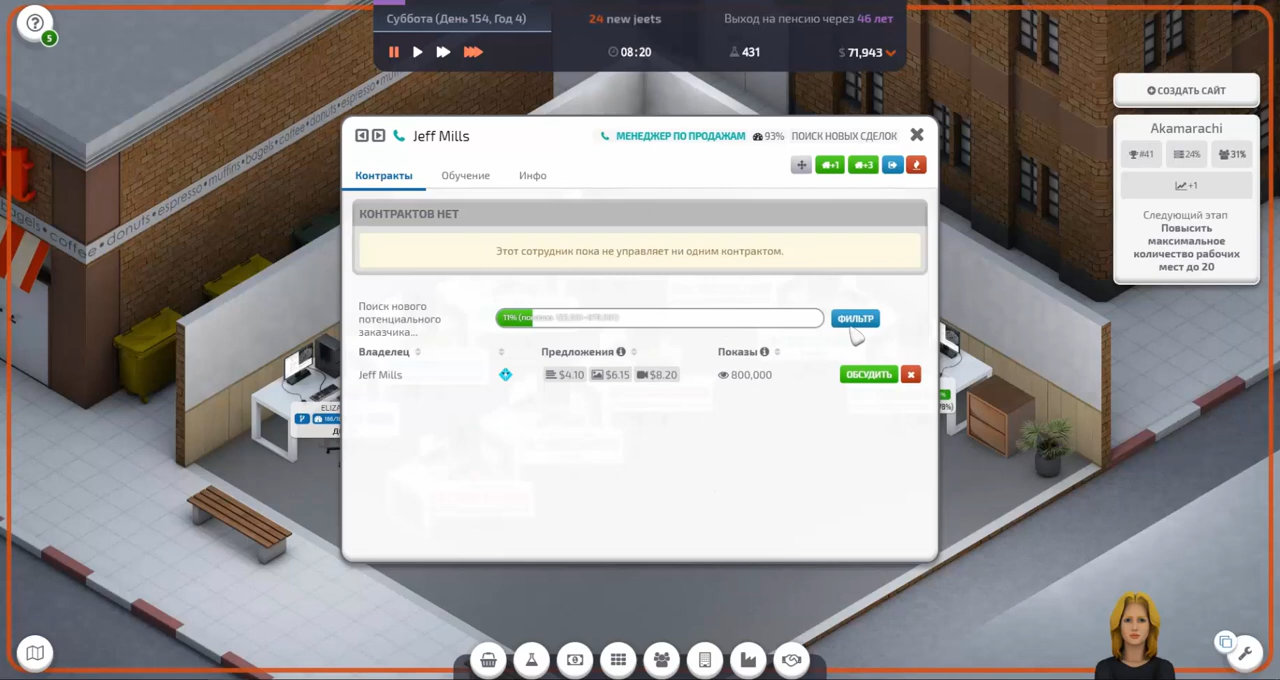 ?
5
Суббота (День 154, Год 4)
24 new jeets
Выход на пенсию через 46 лет
08:20
431
$ 71,943
СОЗДАТЬ САЙТ
Akamarachi
#41
24%
31%
+1
Следующий этап
Повысить
максимальное
количество рабочих
мест до 20
Jeff Mills
МЕНЕДЖЕР ПО ПРОДАЖАМ
93%
ПОИСК НОВЫХ СДЕЛОК
+1
+3
Контракты
Обучение
Инфо
КОНТРАКТОВ НЕТ
Этот сотрудник пока не управляет ни одним контрактом.
Поиск нового
потенциального
заказчика...
11%
ФИЛЬТР
Владелец
Предложения
Показы
Jeff Mills
$4.10
$6.15
$8.20
800,000
ОБСУДИТЬ
donuts•espresso•muffins•bagels•coffee•donuts•espresso•muffins